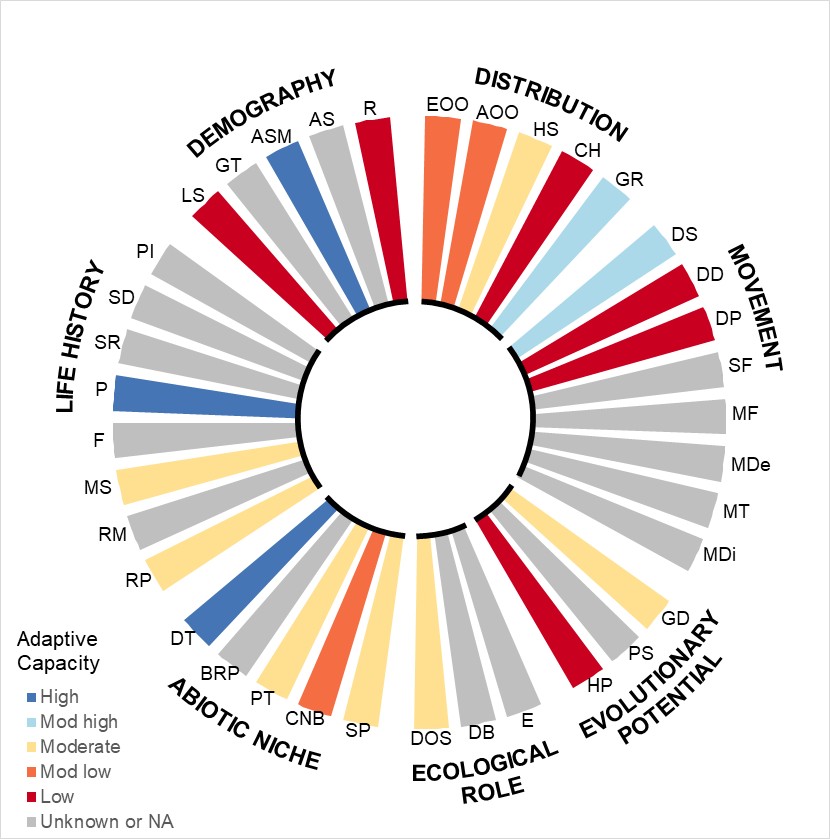 DISTRIBUTION
EOO
AOO
HS
CH
GR
MOVEMENT
DS
DD
DP
SF
MF
MDe
MT
MDi
EVOLUTIONARY
POTENTIAL
GD
PS
HP
ECOLOGICAL
ROLE
E
DB
DOS
ABIOTIC NICHE
SP
CNB
PT
BRP
DT
LIFE HISTORY
RP
RM
MS
F
P
SR
SD
PI
DEMOGRAPHY
LS
GT
ASM
AS
R
Adaptive
Capacity
High
Mod high
Moderate
Mod low
Low
Unknown or NA